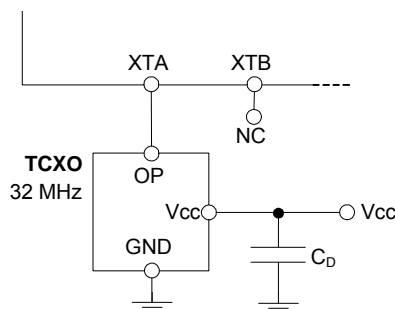 XTA XTB
NC
TCXO
32 MHz
OP
Vcc Vcc
GND
CD